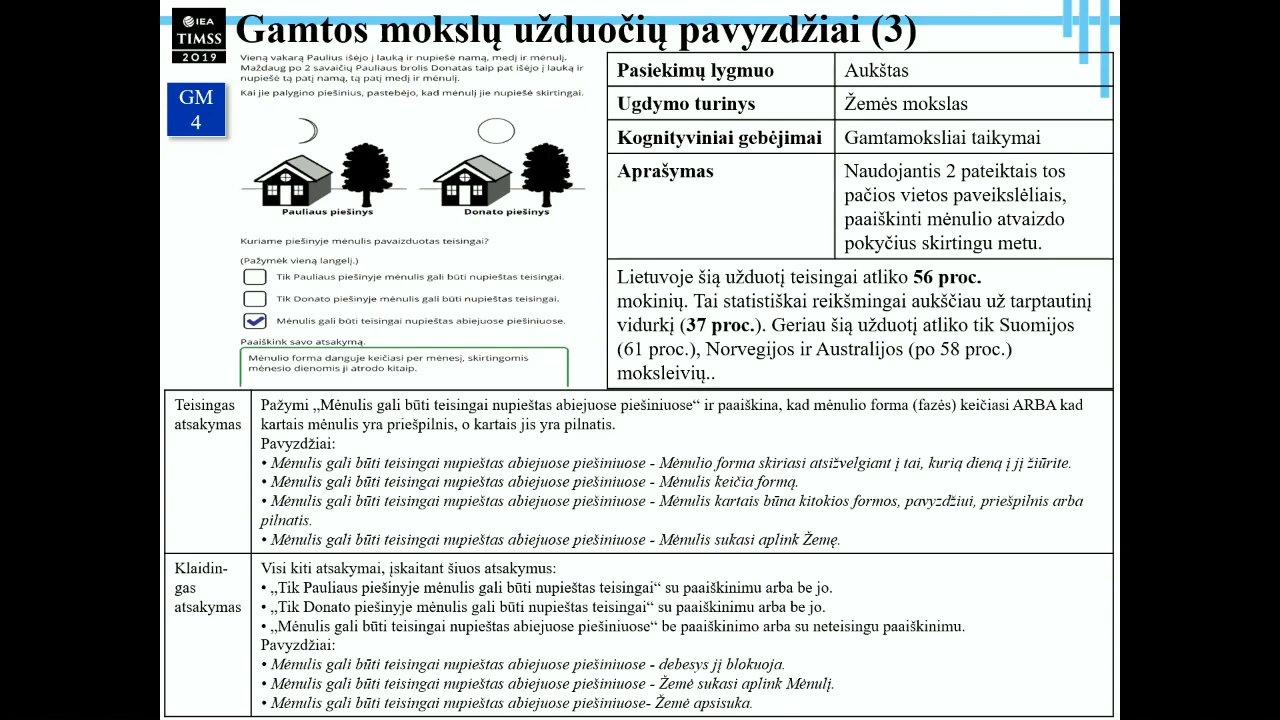 IEA
TIMSS
2019
Gamtos mokslų užduočių pavyzdžiai (3)
GM
4
Vieną vakarą Paulius išėjo į lauką ir nupiešė namą, medį ir mėnulį.
Maždaug po 2 savaičių Pauliaus brolis Donatas taip pat išėjo į lauką ir
nupiešė tą patį namą, tą patį medį ir mėnulį.
Kai jie palygino piešinius, pastebėjo, kad mėnulį jie nupiešė skirtingai.
Pauliaus piešinys
Donato piešinys
Kuriame piešinyje mėnulis pavaizduotas teisingai?
(Pažymėk vieną langelį.)
Tik Pauliaus piešinyje mėnulis gali būti nupieštas teisingai.
Tik Donato piešinyje mėnulis gali būti nupieštas teisingai.
Mėnulis gali būti teisingai nupieštas abiejuose piešiniuose.
Paaiškink savo atsakymą.
Mėnulio forma danguje keičiasi per mėnesį, skirtingomis
mėnesio dienomis ji atrodo kitaip.
Pasiekimų lygmuo
Aukštas
Ugdymo turinys
Žemės mokslas
Kognityviniai gebėjimai
Gamtamoksliai taikymai
Aprašymas
Naudojantis 2 pateiktais tos
pačios vietos paveikslėliais,
paaiškinti mėnulio atvaizdo
pokyčius skirtingu metu.
Lietuvoje šią užduotį teisingai atliko 56 proc.
mokinių. Tai statistiškai reikšmingai aukščiau už tarptautinį
vidurkį (37 proc.). Geriau šią užduotį atliko tik Suomijos
(61 proc.), Norvegijos ir Australijos (po 58 proc.)
moksleivių..
Teisingas
atsakymas
Pažymi „Mėnulis gali būti teisingai nupieštas abiejuose piešiniuose“ ir paaiškina, kad mėnulio forma (fazės) keičiasi ARBA kad
kartais mėnulis yra priešpilnis, o kartais jis yra pilnatis.
Pavyzdžiai:
• Mėnulis gali būti teisingai nupieštas abiejuose piešiniuose - Mėnulio forma skiriasi atsižvelgiant į tai, kurią dieną į jį žiūrite.
• Mėnulis gali būti teisingai nupieštas abiejuose piešiniuose - Mėnulis keičia formą.
• Mėnulis gali būti teisingai nupieštas abiejuose piešiniuose - Mėnulis kartais būna kitokios formos, pavyzdžiui, priešpilnis arba
pilnatis.
• Mėnulis gali būti teisingai nupieštas abiejuose piešiniuose - Mėnulis sukasi aplink Žemę.
Klaidin-
gas
atsakymas
Visi kiti atsakymai, įskaitant šiuos atsakymus:
• „Tik Pauliaus piešinyje mėnulis gali būti nupieštas teisingai“ su paaiškinimu arba be jo.
• „Tik Donato piešinyje mėnulis gali būti nupieštas teisingai“ su paaiškinimu arba be jo.
• „Mėnulis gali būti teisingai nupieštas abiejuose piešiniuose“ be paaiškinimo arba su neteisingu paaiškinimu.
Pavyzdžiai:
• Mėnulis gali būti teisingai nupieštas abiejuose piešiniuose - debesys jį blokuoja.
• Mėnulis gali būti teisingai nupieštas abiejuose piešiniuose - Žemė sukasi aplink Mėnulį.
• Mėnulis gali būti teisingai nupieštas abiejuose piešiniuose- Žemė apsisuka.